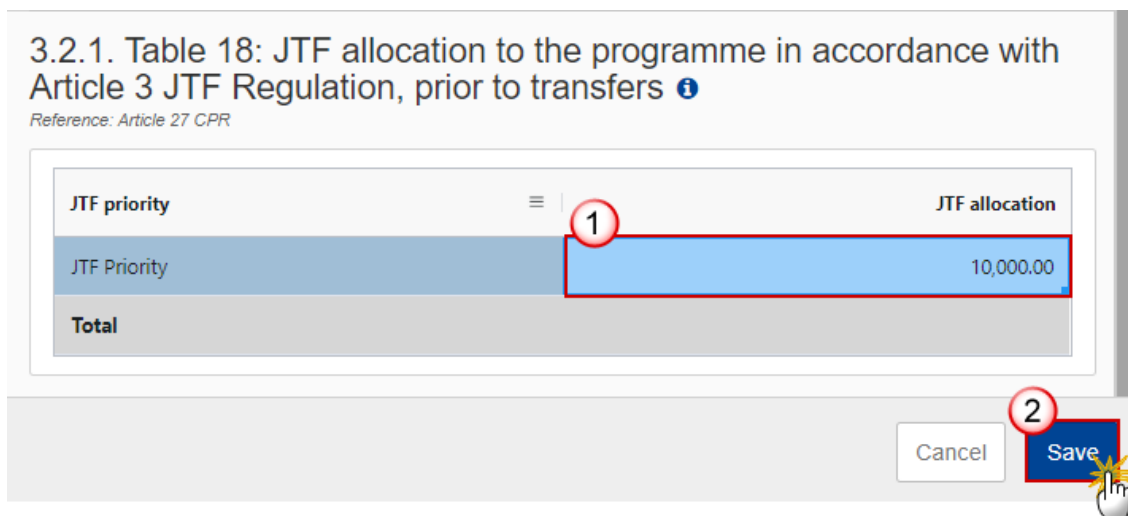 3.2.1. Table 18: JTF allocation to the programme in accordance with
Article 3 JTF Regulation, prior to transfers
Reference: Article 27 CPR
JTF priority JTF allocation
1
JTF Priority 10,000.00
Total
2
Cancel Save